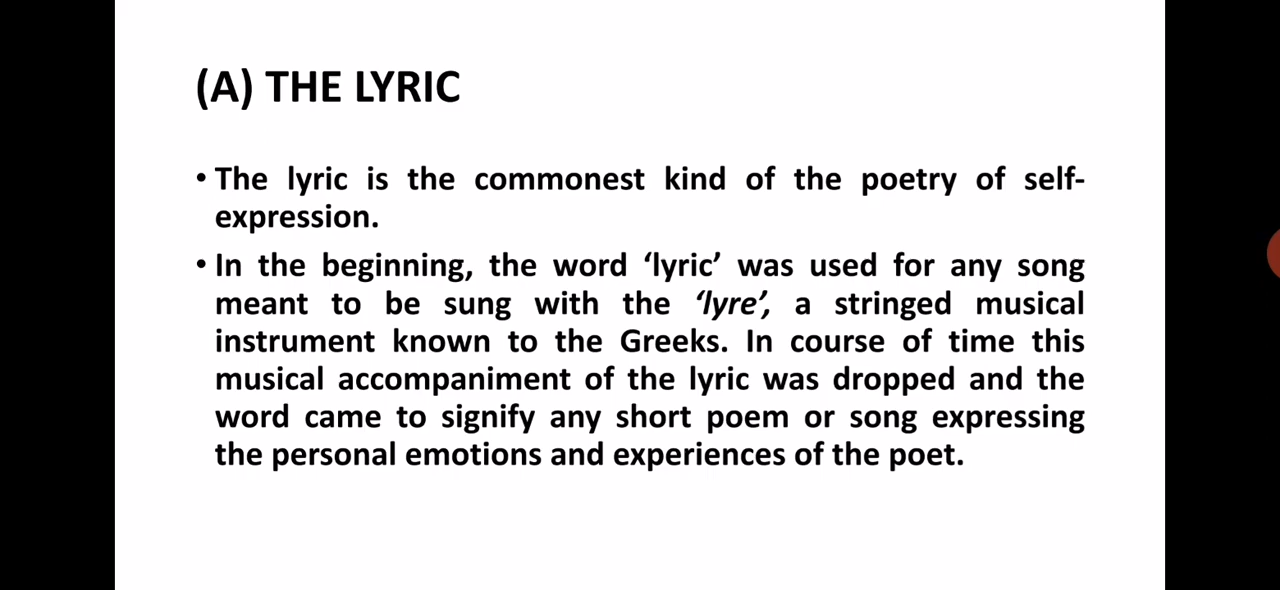 (A) THE LYRIC
• The lyric is the commonest kind of the poetry of self-
expression.
• In the beginning, the word ‘lyric’ was used for any song
meant to be sung with the ‘lyre’, a stringed musical
instrument known to the Greeks. In course of time this
musical accompaniment of the lyric was dropped and the
word came to signify any short poem or song expressing
the personal emotions and experiences of the poet.